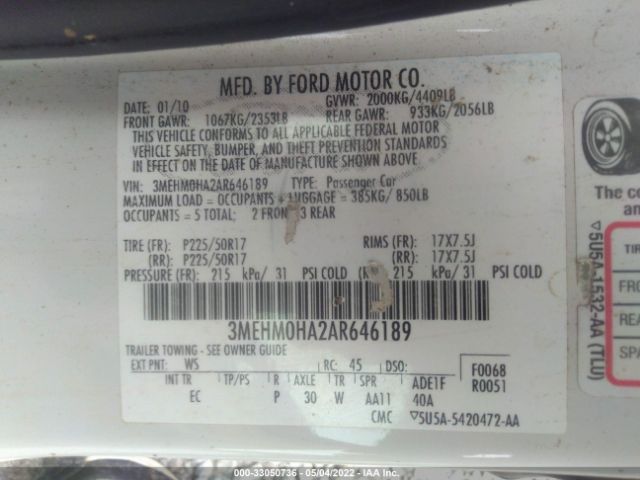 MFD. BY FORD MOTOR CO.
DATE: 01/10 GVWR: 2000KG/4409LB
FRONT GAWR: 1067KG/2353LB REAR GAWR: 933KG/2056LB
THIS VEHICLE CONFORMS TO ALL APPLICABLE FEDERAL MOTOR
VEHICLE SAFETY, BUMPER, AND THEFT PREVENTION STANDARDS
IN EFFECT ON THE DATE OF MANUFACTURE SHOWN ABOVE.
VIN: 3MEHM0HA2AR646189 TYPE: Passenger Car
MAXIMUM LOAD = OCCUPANTS + LUGGAGE = 385KG/ 850LB
OCCUPANTS = 5 TOTAL: 2 FRONT 3 REAR
TIRE (FR): P225/50R17 RIMS (FR): 17X7.5J
(RR): P225/50R17 (RR): 17X7.5J
PRESSURE (FR): 215 kPa/ 31 PSI COLD (RR): 215 kPa/ 31 PSI COLD
3MEHM0HA2AR646189
TRAILER TOWING - SEE OWNER GUIDE
EXT PNT: WS RC: 45 DSO: F0068
INT TR TP/PS R AXLE TR SPR ADE1F R0051
EC P 30 W AA11 40A
CMC ▽5U5A-5420472-AA
The co
an
▽5U5A-1532-AA (TLU)
TIR
FRO
REA
SPA
000-33050736 - 05/04/2022 - IAA Inc.